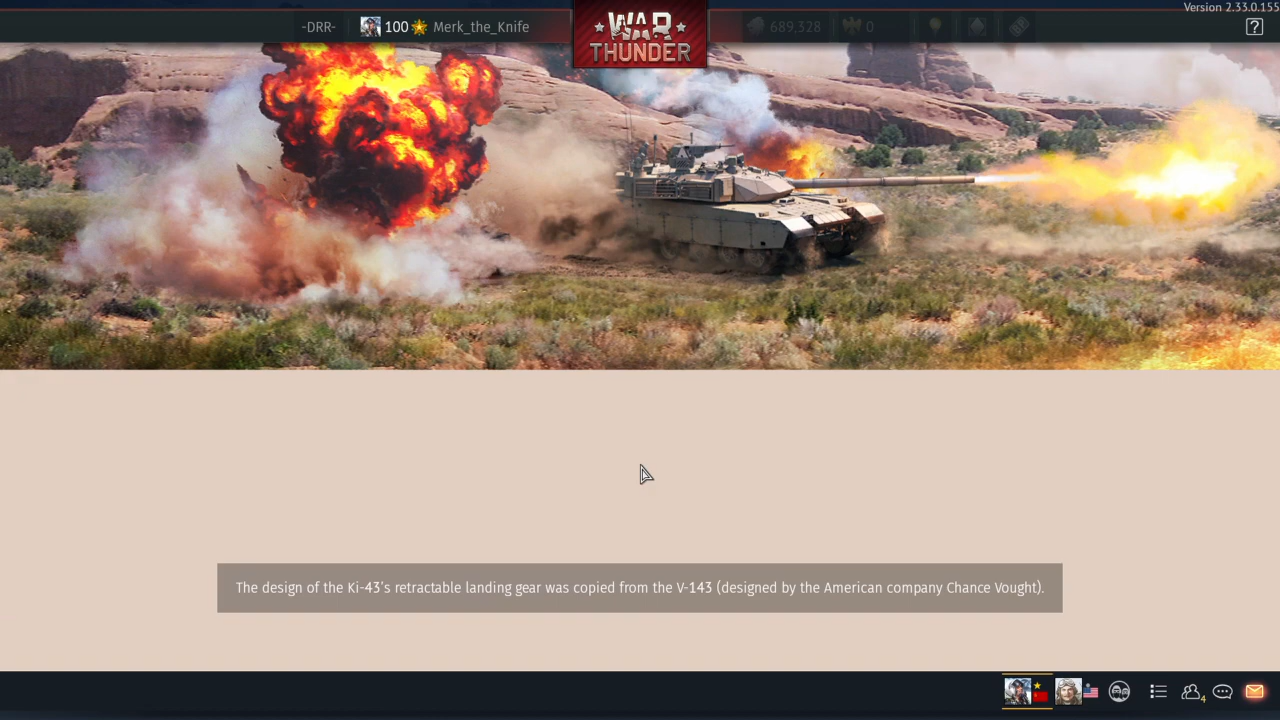 Version 2.33.0.155
-DRR- 100 Merk_the_Knife
WAR
THUNDER
689,328 0
The design of the Ki-43's retractable landing gear was copied from the V-143 (designed by the American company Chance Vought).
4